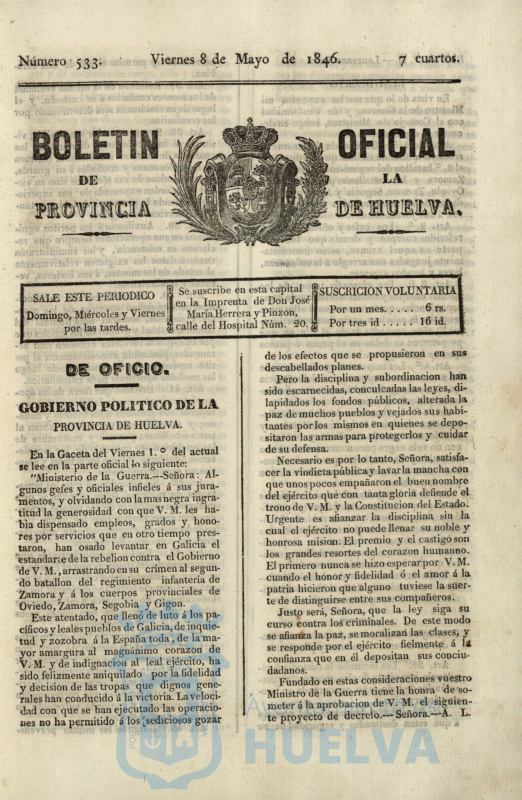 Número 533. Viernes 8 de Mayo de 1846. 7 cuartos.
BOLETIN OFICIAL
DE LA
PROVINCIA DE HUELVA.
SALE ESTE PERIODICO
Domingo, Miércoles y Viernes
por las tardes.
Se suscribe en esta capital
en la Imprenta de Don José
María Herrera y Pinzon,
calle del Hospital Núm. 20.
SUSCRICION VOLUNTARIA
Por un mes. . . . . 6 rs.
Por tres id . . . . . 16 id.
DE OFICIO.
GOBIERNO POLITICO DE LA
PROVINCIA DE HUELVA.
En la Gaceta del Viernes 1.° del actual
se lee en la parte oficial lo siguiente:
"Ministerio de la Guerra.--Señora: Al-
gunos gefes y oficiales infieles á sus jura-
mentos, y olvidando con la mas negra ingra-
titud la generosidad con que V. M. les ha-
bia dispensado empleos, grados y hono-
res por servicios que en otro tiempo pres-
taron, han osado levantar en Galicia el
estandarte de la rebelion contra el Gobierno
de V. M., arrastrando en su crímen al segun-
do batallon del regimiento infantería de
Zamora y á los cuerpos provinciales de
Oviedo, Zamora, Segobia y Gigon.
Este atentado, que llenó de luto á los pa-
cíficos y leales pueblos de Galicia, de inquie-
tud y zozobra á la España toda, de la ma-
yor amargura al magnánimo corazon de
V. M. y de indignacion al leal ejército, ha
sido felizmente aniquilado por la fidelidad
y decision de las tropas que dignos gene-
rales han conducido á la victoria. La veloci-
dad con que se han ejecutado las operacio-
nes no ha permitido á los sediciosos gozar
de los efectos que se propusieron en sus
descabellados planes.
Pero la disciplina y subordinacion han
sido escarnecidas, conculcadas las leyes, di-
lapidados los fondos públicos, alterada la
paz de muchos pueblos y vejados sus habi-
tantes por los mismos en quienes se depo-
sitaron las armas para protegerlos y cuidar
de su defensa.
Necesario es por lo tanto, Señora, satisfa-
cer la vindicta pública y lavar la mancha con
que unos pocos empañaron el buen nombre
del ejército que con tanta gloria defiende el
trono de V. M. y la Constitucion del Estado.
Urgente es afianzar la disciplina sin la
cual el ejército no puede llenar su noble y
honrosa mision. El premio y el castigo son
los grandes resortes del corazon humanno.
El primero nunca se hizo esperar por V. M.
cuando el honor y fidelidad ó el amor á la
patria hicieron que alguno tuviese la suer-
te de distinguirse entre sus compañeros.
Justo será, Señora, que la ley siga su
curso contra los criminales. De este modo
se afianza la paz, se moralizan las clases, y
se responde por el ejército fielmente á la
confianza que en él depositan sus conciu-
dadanos.
Fundado en estas consideraciones vuestro
Ministro de la Guerra tiene la honra de so-
meter á la aprobacion de V. M. el siguien-
te proyecto de decreto.--Señora.--A. L.
HUELVA